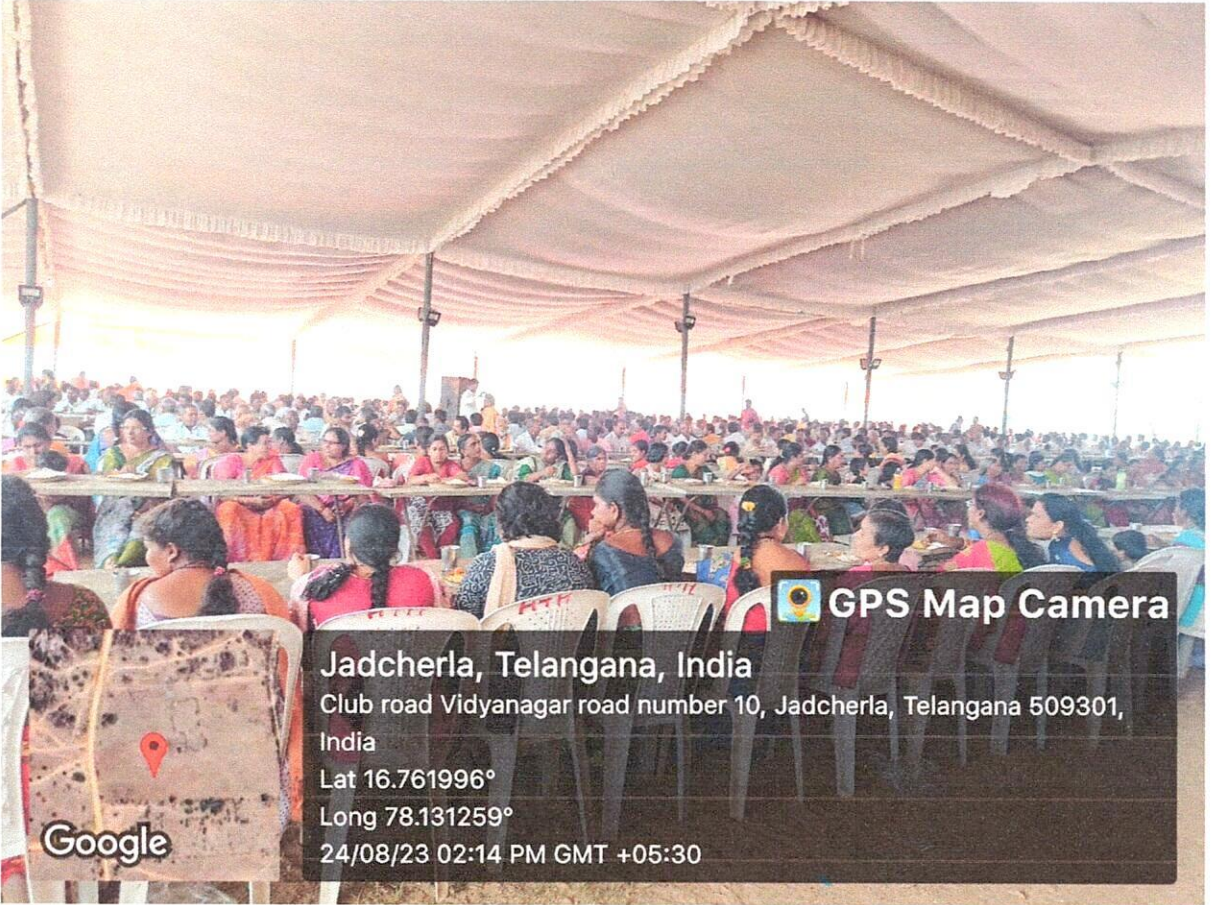 GPS Map Camera
Jadcherla, Telangana, India
Club road Vidyanagar road number 10, Jadcherla, Telangana 509301,
India
Lat 16.761996°
Long 78.131259°
24/08/23 02:14 PM GMT +05:30
Google